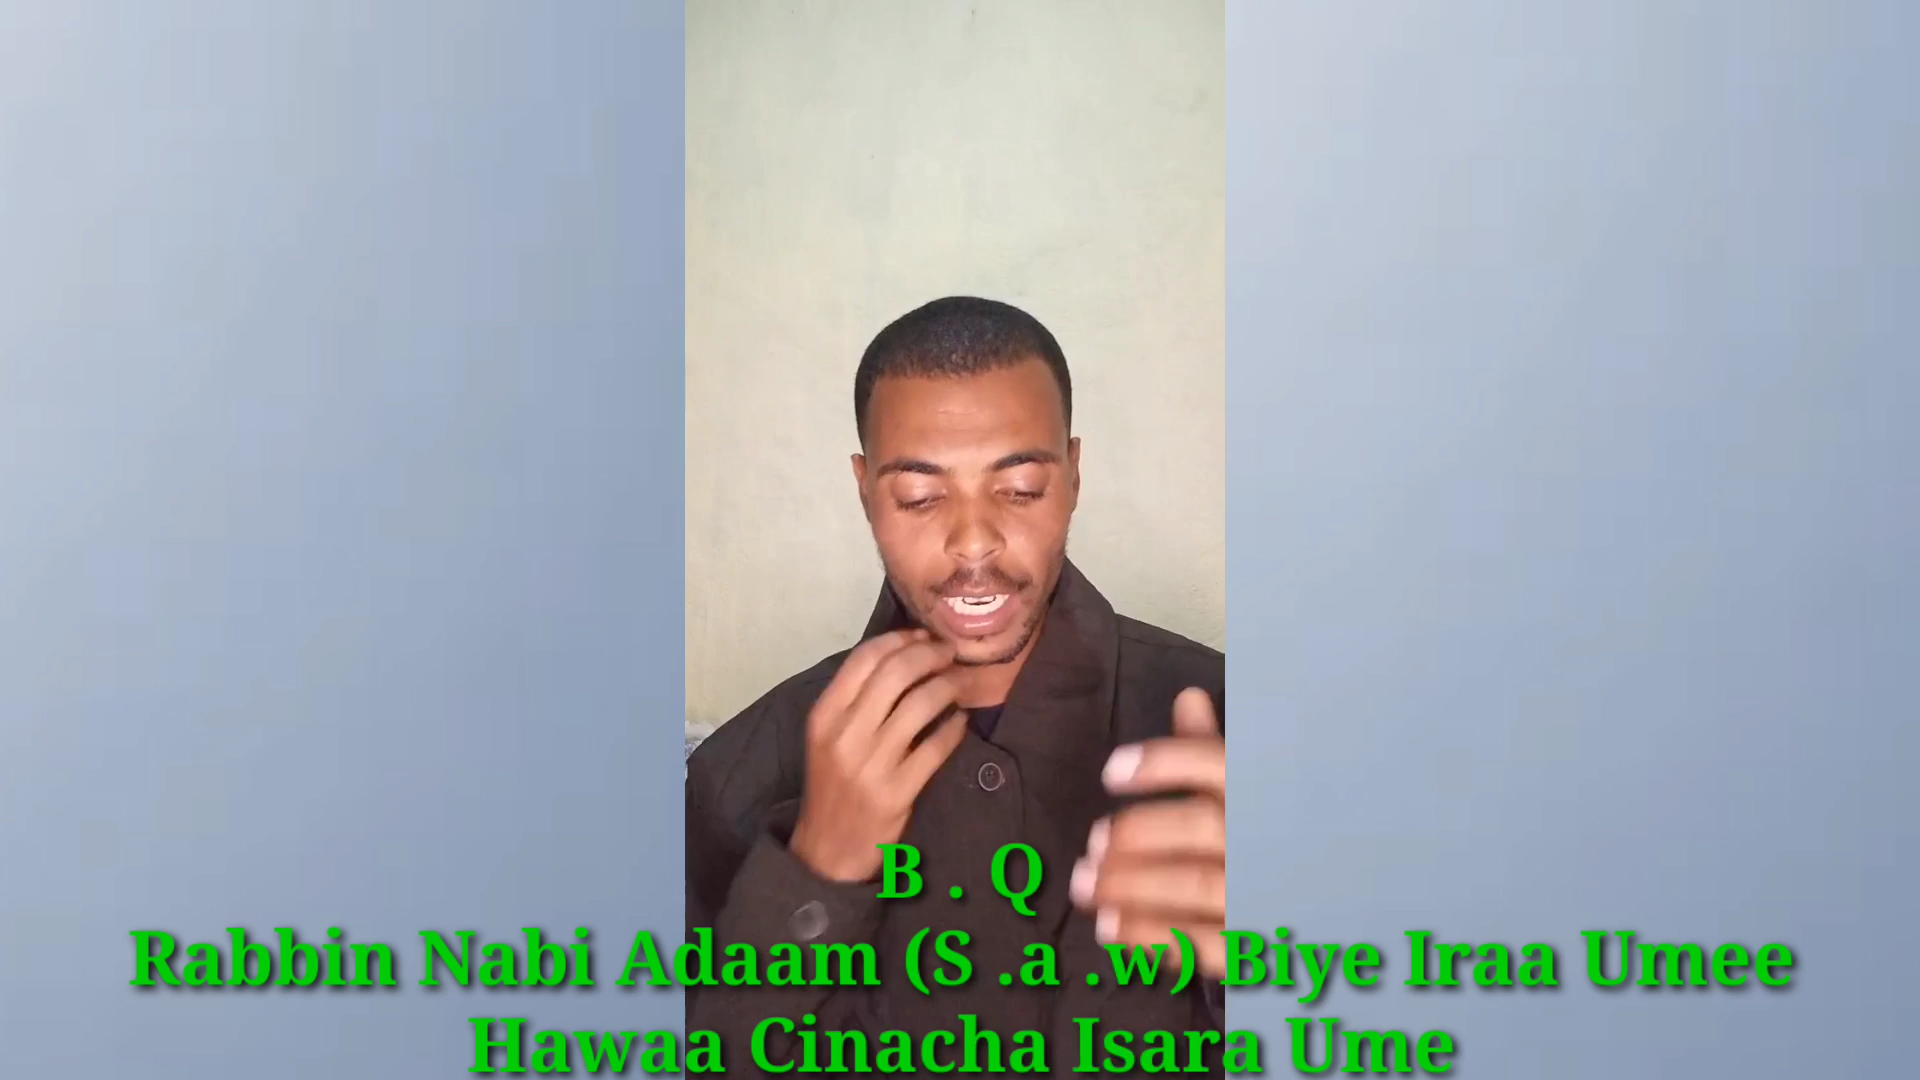 B . Q
Rabbin Nabi Adaam (S .a .w) Biye Iraa Umee
Hawaa Cinacha Isara Ume